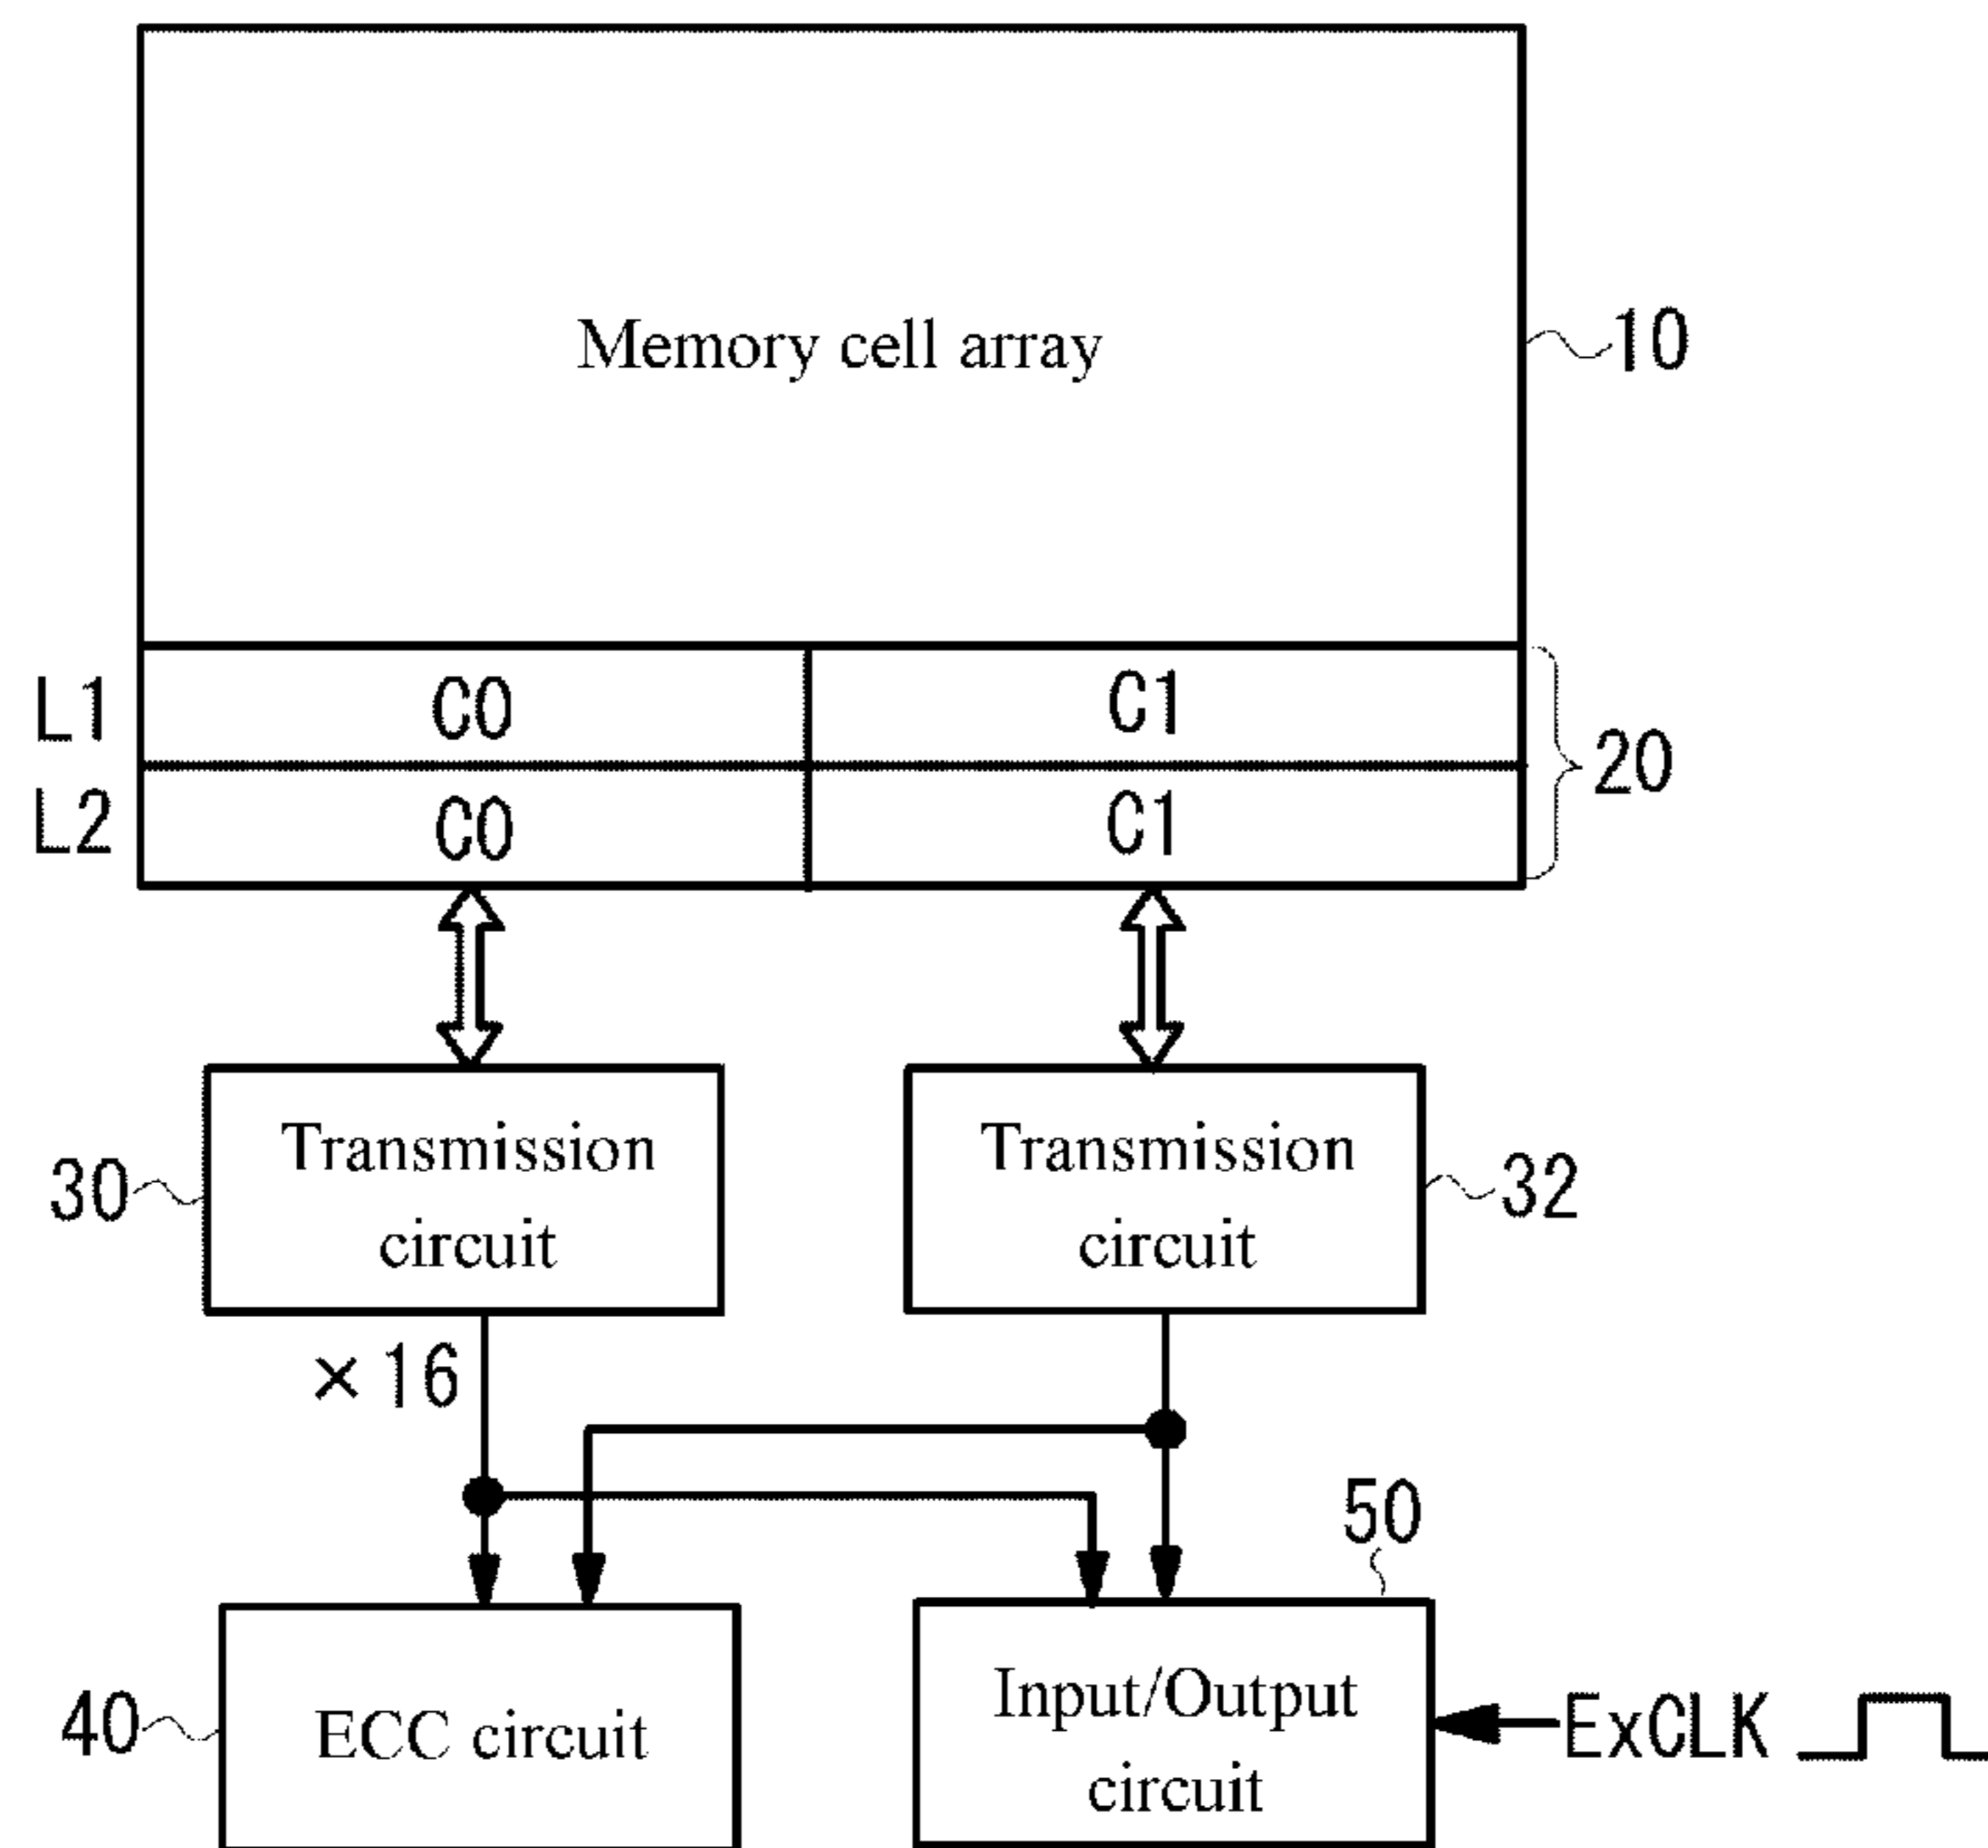 Memory cell array
10
L1
C0
C1
20
L2
C0
C1
30
Transmission
circuit
Transmission
circuit
32
×16
50
40
ECC circuit
Input/Output
circuit
ExCLK